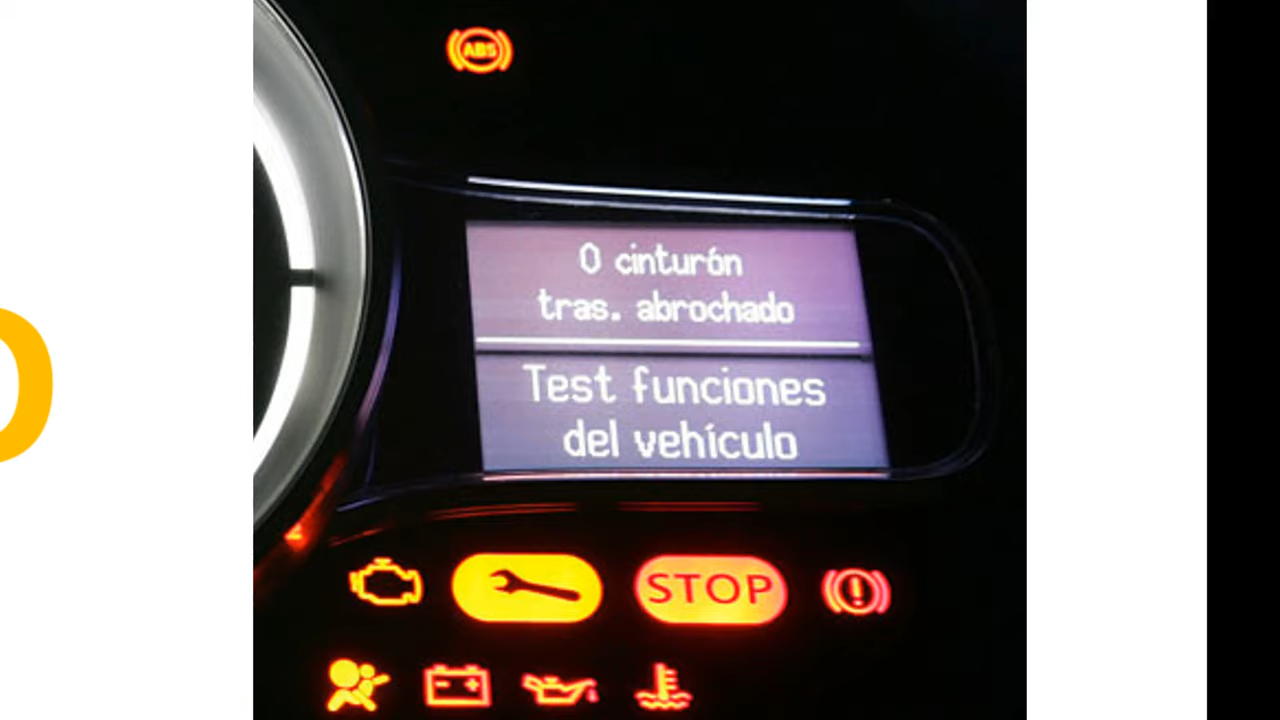 ABS
0 cinturón
tras. abrochado
Test funciones
del vehículo
STOP